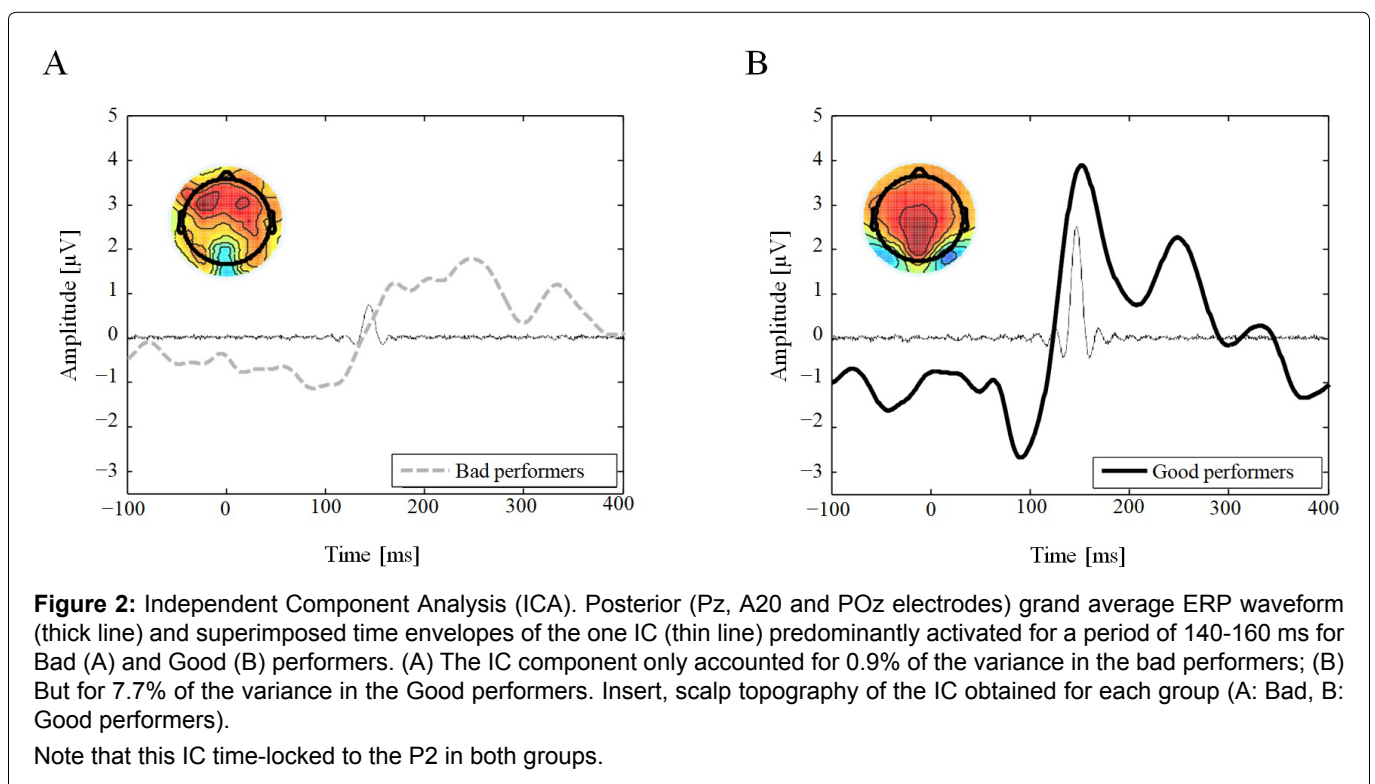 A
B
5
4
3
2
1
0
−1
−2
−3
Amplitude [µV]
Bad performers
−100
0
100
200
300
400
Time [ms]
5
4
3
2
1
0
−1
−2
−3
Amplitude [µV]
Good performers
−100
0
100
200
300
400
Time [ms]
Figure 2: Independent Component Analysis (ICA). Posterior (Pz, A20 and POz electrodes) grand average ERP waveform
(thick line) and superimposed time envelopes of the one IC (thin line) predominantly activated for a period of 140-160 ms for
Bad (A) and Good (B) performers. (A) The IC component only accounted for 0.9% of the variance in the bad performers; (B)
But for 7.7% of the variance in the Good performers. Insert, scalp topography of the IC obtained for each group (A: Bad, B:
Good performers).
Note that this IC time-locked to the P2 in both groups.